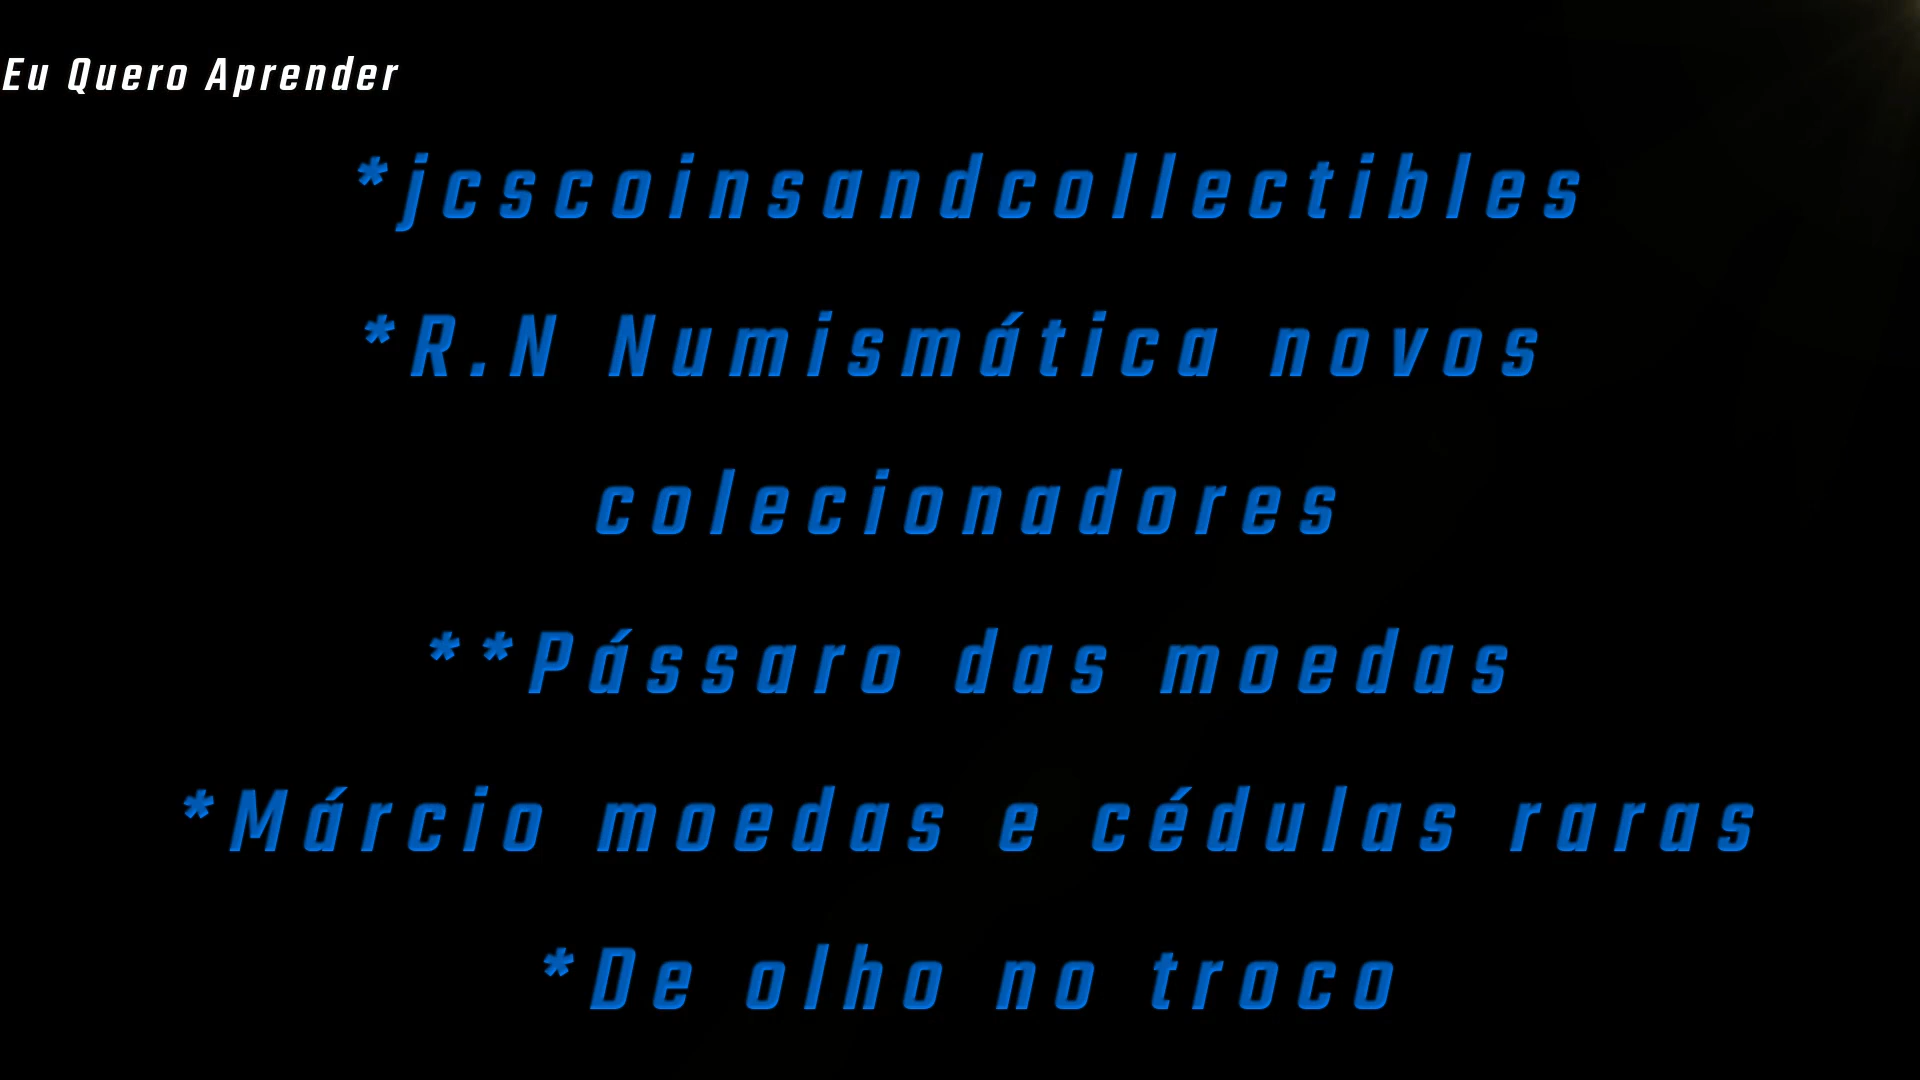 Eu Quero Aprender
*jcscoinsandcollectibles
*R.N Numismática novos
colecionadores
**Pássaro das moedas
*Márcio moedas e cédulas raras
*De olho no troco